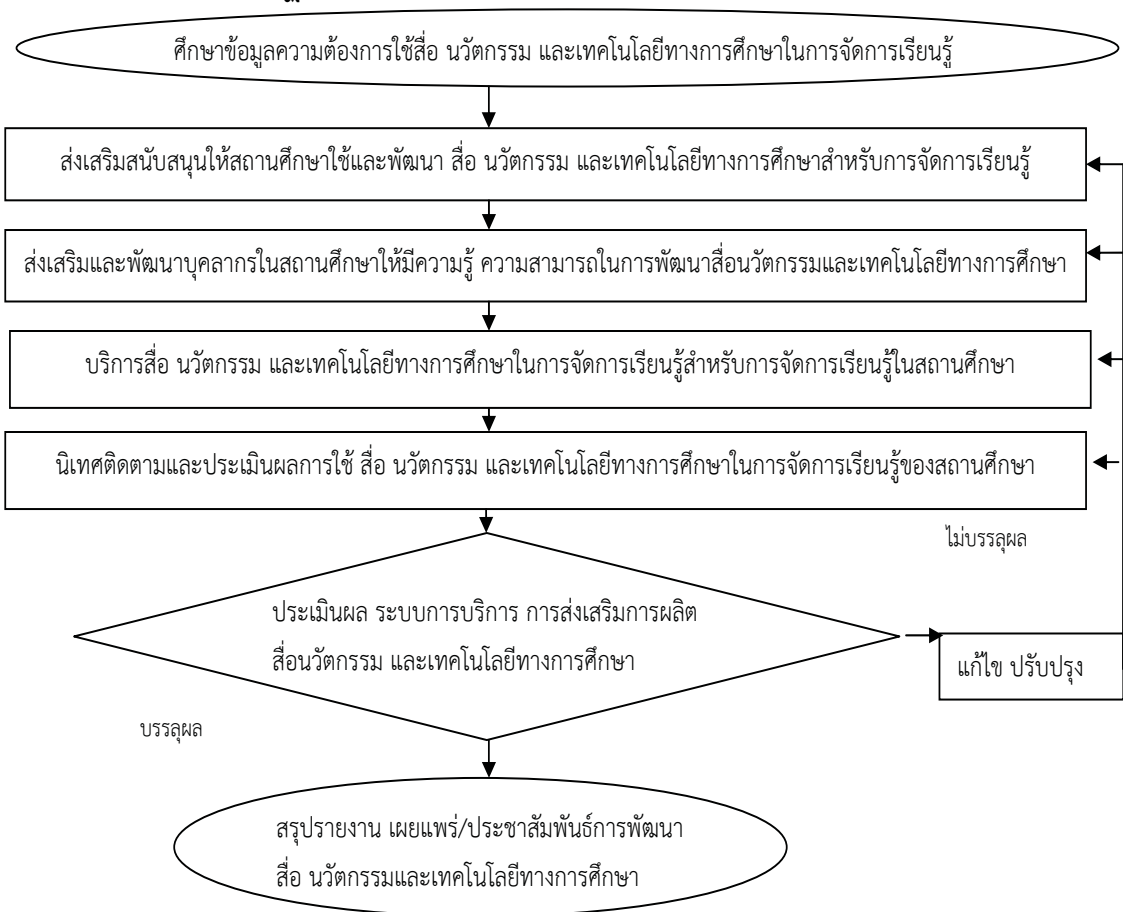 ศึกษาข้อมูลความต้องการใช้สื่อ นวัตกรรม และเทคโนโลยีทางการศึกษาในการจัดการเรียนรู้
ส่งเสริมสนับสนุนให้สถานศึกษาใช้และพัฒนา สื่อ นวัตกรรม และเทคโนโลยีทางการศึกษาสำหรับการจัดการเรียนรู้
ส่งเสริมและพัฒนาบุคลากรในสถานศึกษาให้มีความรู้ ความสามารถในการพัฒนาสื่อนวัตกรรมและเทคโนโลยีทางการศึกษา
บริการสื่อ นวัตกรรม และเทคโนโลยีทางการศึกษาในการจัดการเรียนรู้สำหรับการจัดการเรียนรู้ในสถานศึกษา
นิเทศติดตามและประเมินผลการใช้ สื่อ นวัตกรรม และเทคโนโลยีทางการศึกษาในการจัดการเรียนรู้ของสถานศึกษา
ไม่บรรลุผล
ประเมินผล ระบบการบริการ การส่งเสริมการผลิต
สื่อนวัตกรรม และเทคโนโลยีทางการศึกษา
แก้ไข ปรับปรุง
บรรลุผล
สรุปรายงาน เผยแพร่/ประชาสัมพันธ์การพัฒนา
สื่อ นวัตกรรมและเทคโนโลยีทางการศึกษา